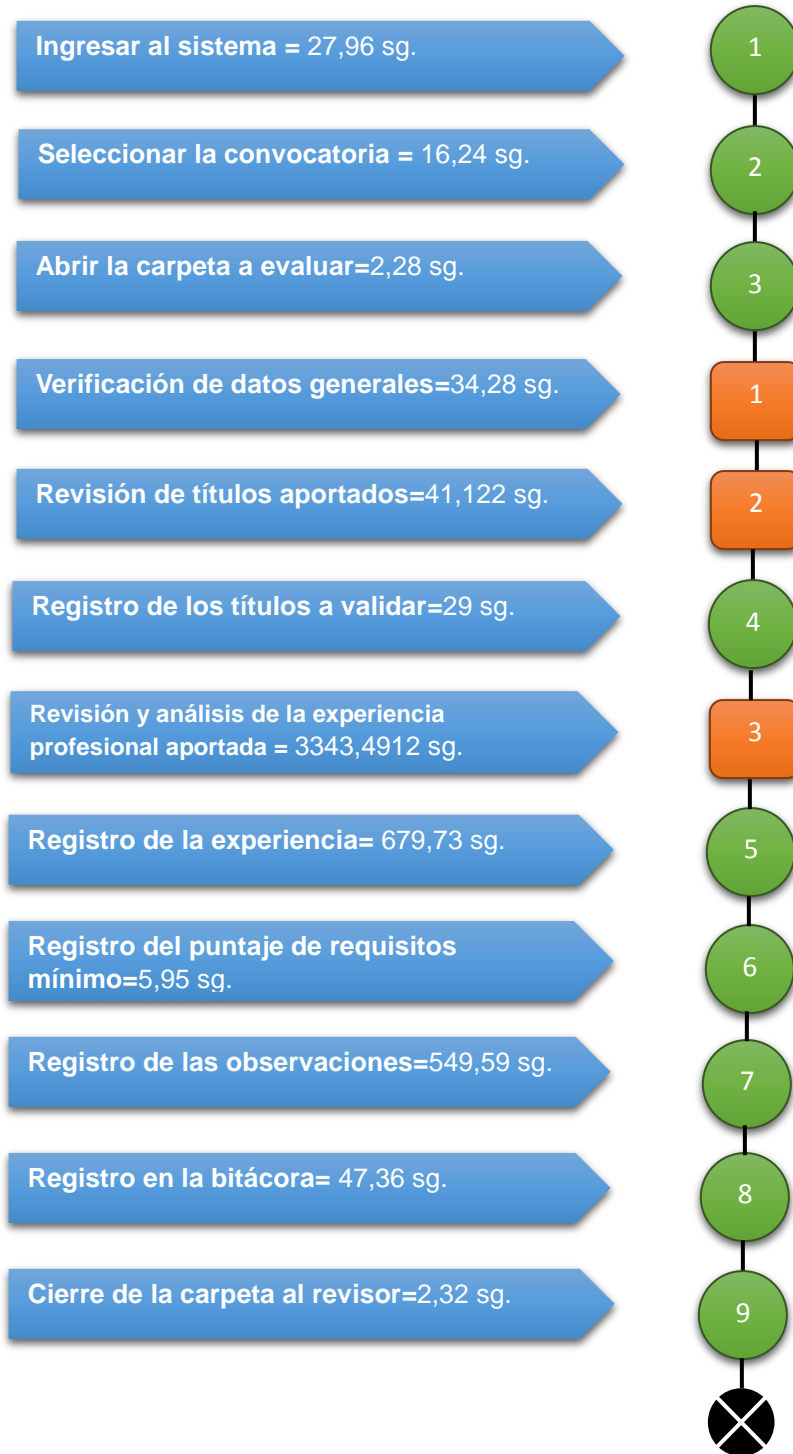 Ingresar al sistema = 27,96 sg.
1
Seleccionar la convocatoria = 16,24 sg.
2
Abrir la carpeta a evaluar=2,28 sg.
3
Verificación de datos generales=34,28 sg.
1
Revisión de títulos aportados=41,122 sg.
2
Registro de los títulos a validar=29 sg.
4
Revisión y análisis de la experiencia
profesional aportada = 3343,4912 sg.
3
Registro de la experiencia= 679,73 sg.
5
Registro del puntaje de requisitos
mínimo=5,95 sg.
6
Registro de las observaciones=549,59 sg.
7
Registro en la bitácora= 47,36 sg.
8
Cierre de la carpeta al revisor=2,32 sg.
9